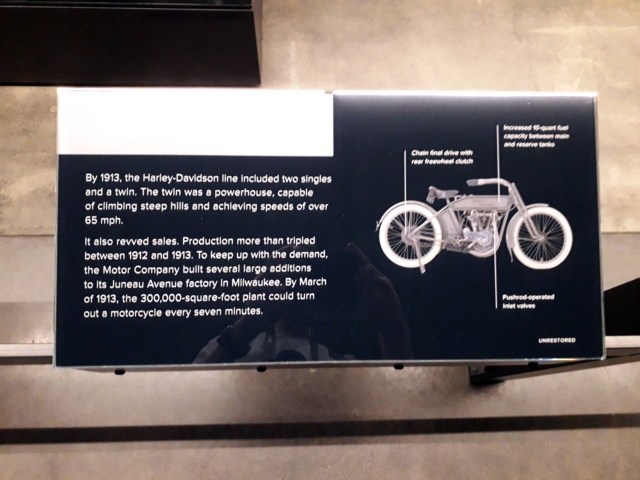 By 1913, the Harley-Davidson line included two singles
and a twin. The twin was a powerhouse, capable
of climbing steep hills and achieving speeds of over
65 mph.
It also revved sales. Production more than tripled
between 1912 and 1913. To keep up with the demand,
the Motor Company built several large additions
to its Juneau Avenue factory in Milwaukee. By March
of 1913, the 300,000-square-foot plant could turn
out a motorcycle every seven minutes.
Chain final drive with
rear freewheel clutch
Increased 10-quart fuel
capacity between main
and reserve tanks
Pushrod-operated
inlet valves
UNRESTORED